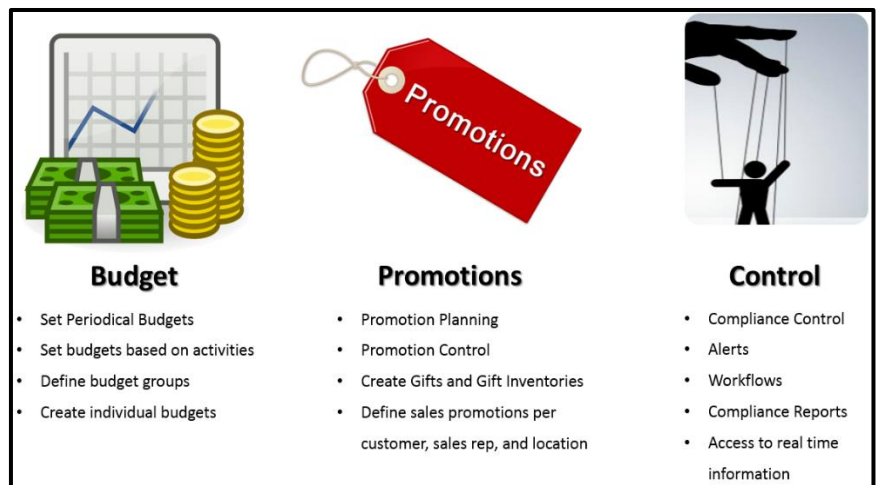 Promotions
Budget
• Set Periodical Budgets
• Set budgets based on activities
• Define budget groups
• Create individual budgets
Promotions
• Promotion Planning
• Promotion Control
• Create Gifts and Gift Inventories
• Define sales promotions per
customer, sales rep, and location
Control
• Compliance Control
• Alerts
• Workflows
• Compliance Reports
• Access to real time
information